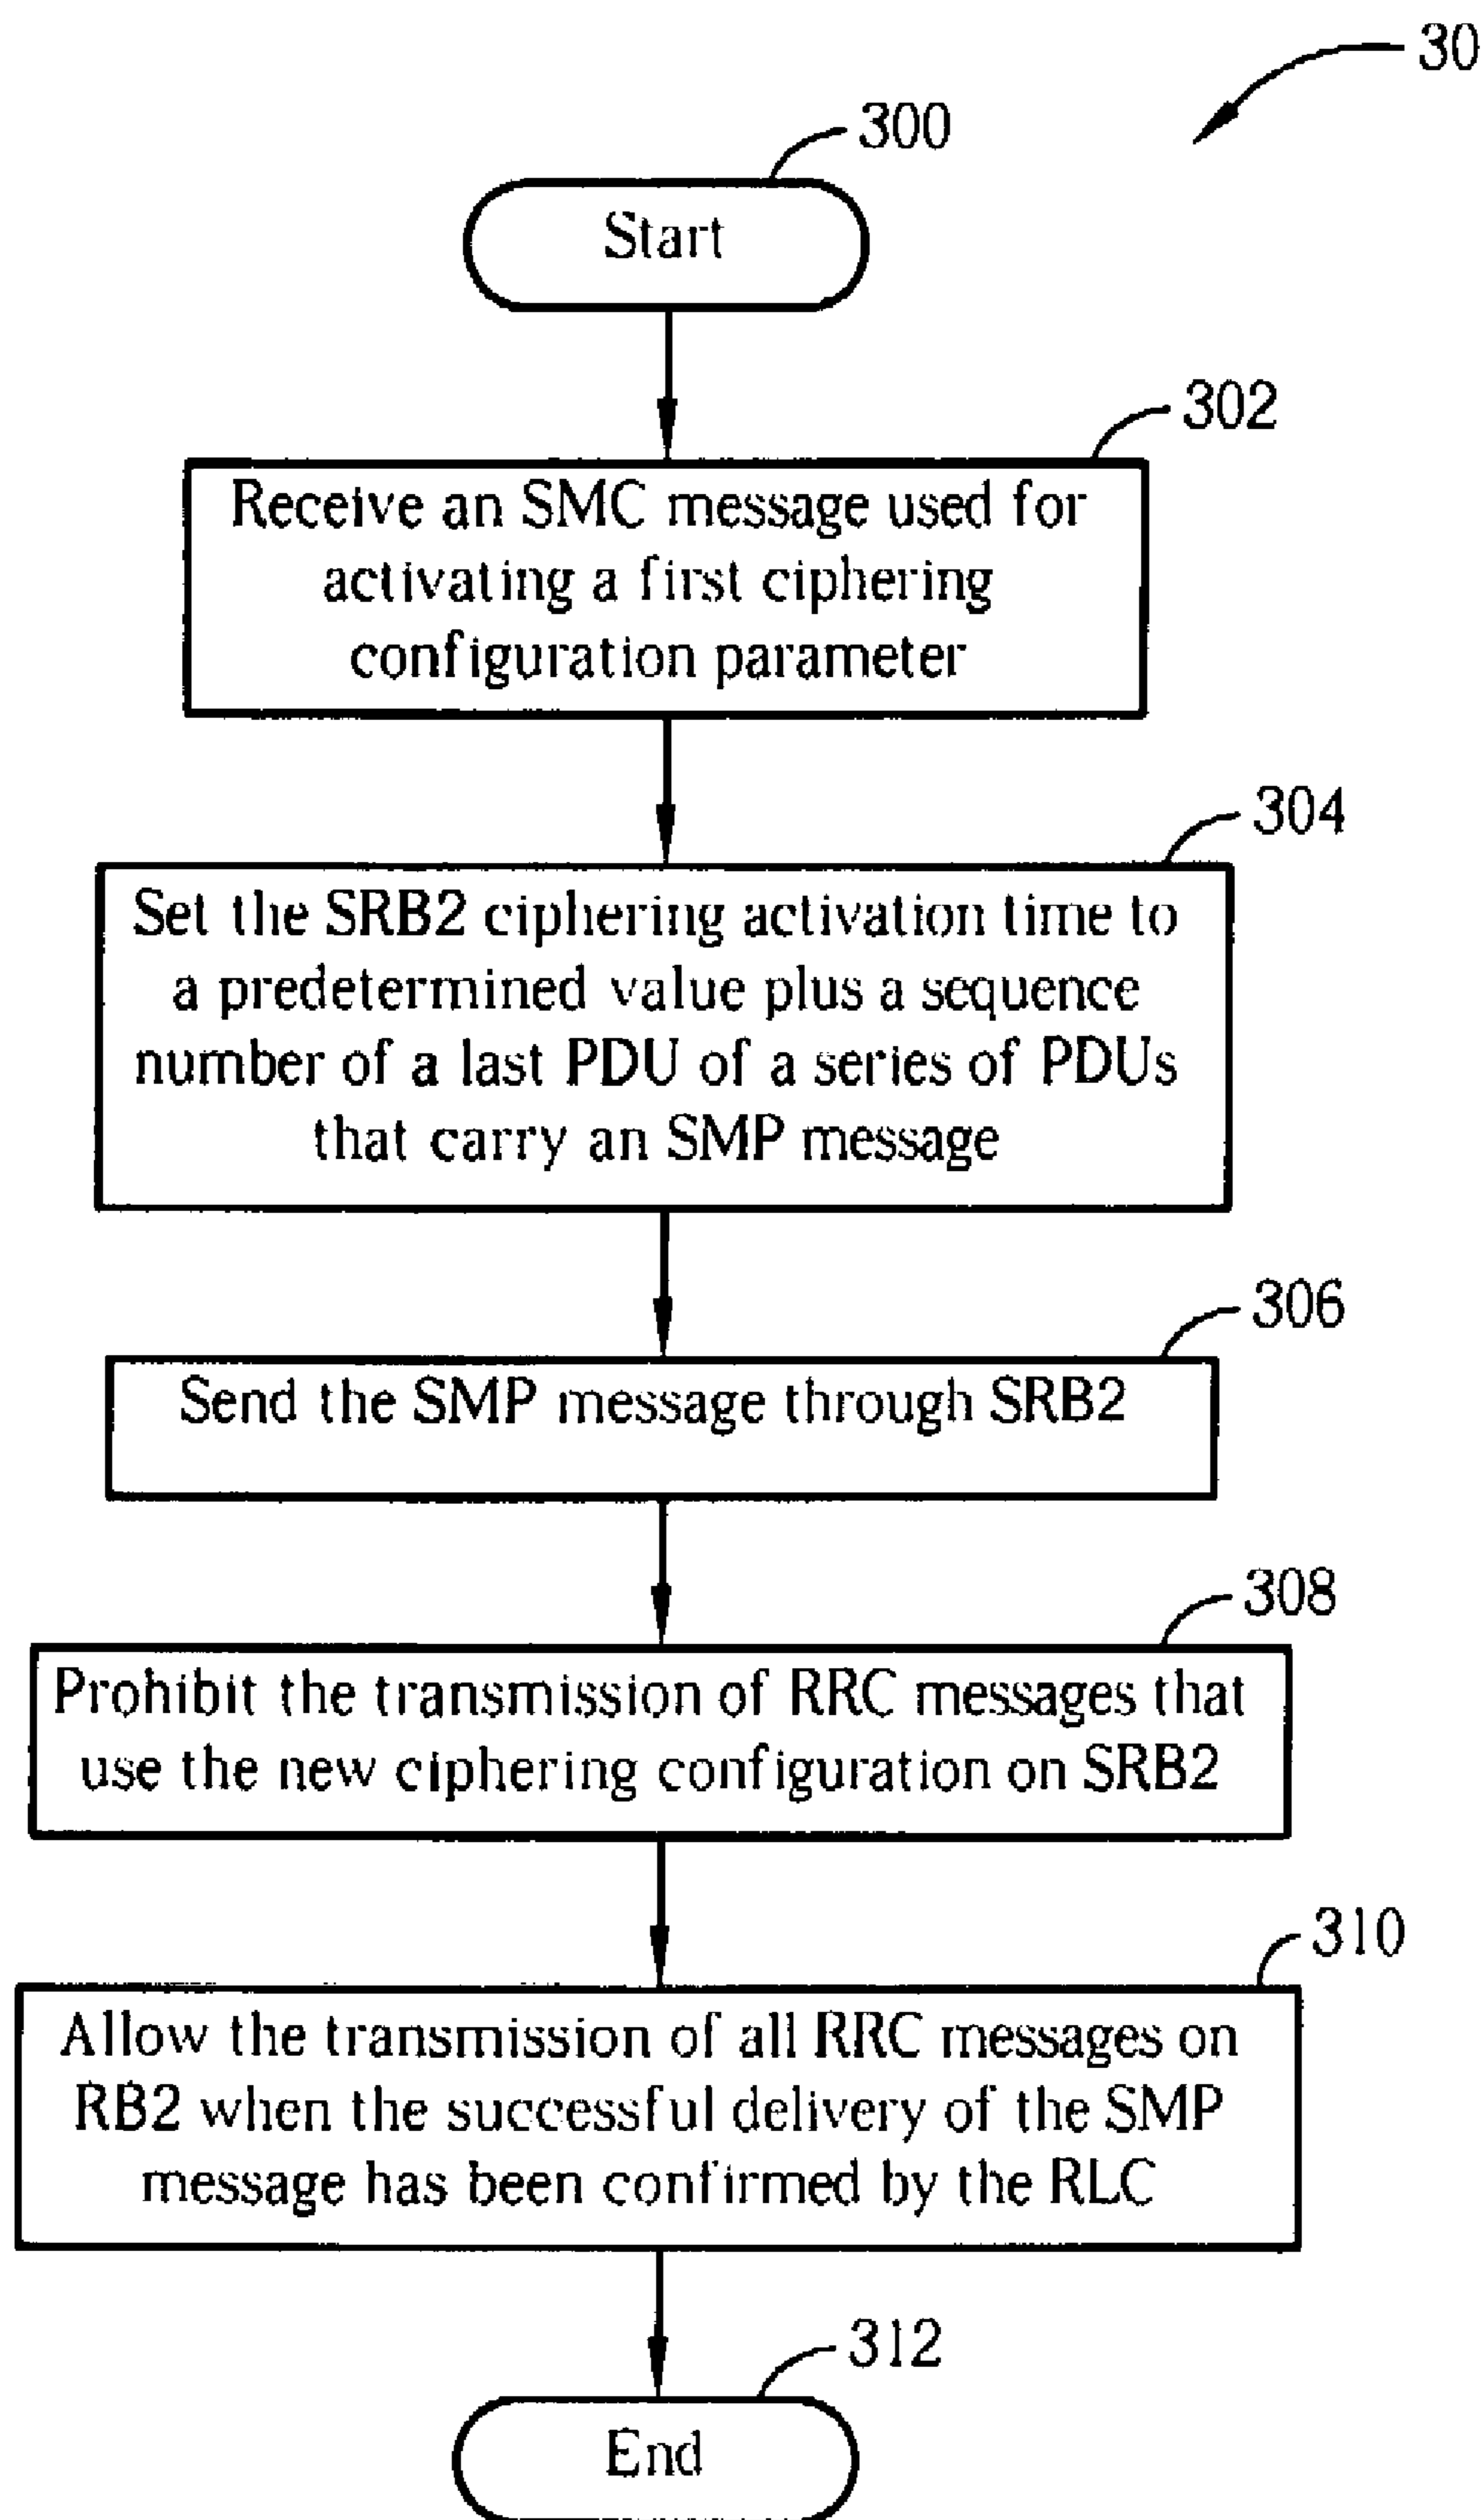 30
300
Start
302
Receive an SMC message used for
activating a first ciphering
configuration parameter
304
Set the SRB2 ciphering activation time to
a predetermined value plus a sequence
number of a last PDU of a series of PDUs
that carry an SMP message
306
Send the SMP message through SRB2
308
Prohibit the transmission of RRC messages that
use the new ciphering configuration on SRB2
310
Allow the transmission of all RRC messages on
RB2 when the successful delivery of the SMP
message has been confirmed by the RLC
312
End